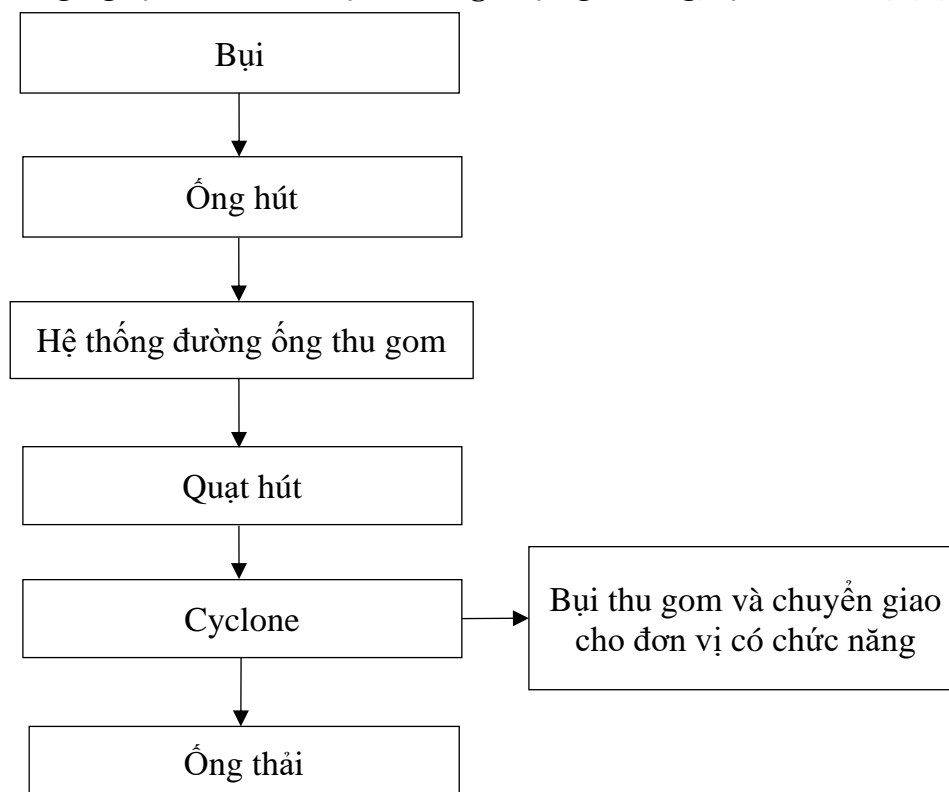 Bụi
Ống hút
Hệ thống đường ống thu gom
Quạt hút
Cyclone
Bụi thu gom và chuyển giao
cho đơn vị có chức năng
Ống thải